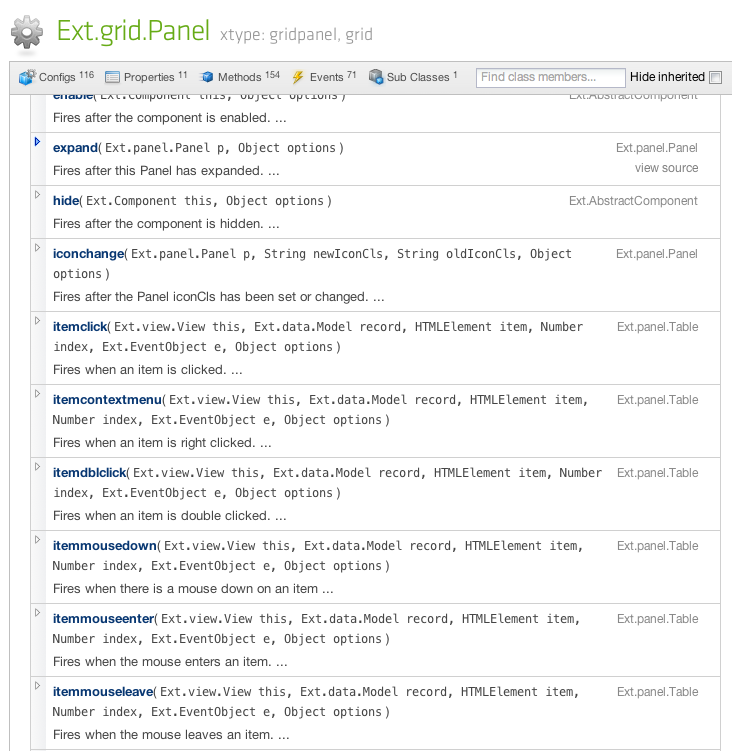 Ext.grid.Panel xtype: gridpanel, grid
Configs 116 Properties 11 Methods 154 Events 71 Sub Classes 1 Find class members... Hide inherited
enable( Ext.Component this, Object options ) Ext.AbstractComponent
Fires after the component is enabled. ...
expand( Ext.panel.Panel p, Object options ) Ext.panel.Panel
view source
Fires after this Panel has expanded. ...
hide( Ext.Component this, Object options ) Ext.AbstractComponent
Fires after the component is hidden. ...
iconchange( Ext.panel.Panel p, String newIconCls, String oldIconCls, Object Ext.panel.Panel
options )
Fires after the Panel iconCls has been set or changed. ...
itemclick( Ext.view.View this, Ext.data.Model record, HTMLElement item, Number Ext.panel.Table
index, Ext.EventObject e, Object options )
Fires when an item is clicked. ...
itemcontextmenu( Ext.view.View this, Ext.data.Model record, HTMLElement item, Ext.panel.Table
Number index, Ext.EventObject e, Object options )
Fires when an item is right clicked. ...
itemdblclick( Ext.view.View this, Ext.data.Model record, HTMLElement item, Number Ext.panel.Table
index, Ext.EventObject e, Object options )
Fires when an item is double clicked. ...
itemmousedown( Ext.view.View this, Ext.data.Model record, HTMLElement item, Ext.panel.Table
Number index, Ext.EventObject e, Object options )
Fires when there is a mouse down on an item ...
itemmouseenter( Ext.view.View this, Ext.data.Model record, HTMLElement item, Ext.panel.Table
Number index, Ext.EventObject e, Object options )
Fires when the mouse enters an item. ...
itemmouseleave( Ext.view.View this, Ext.data.Model record, HTMLElement item, Ext.panel.Table
Number index, Ext.EventObject e, Object options )
Fires when the mouse leaves an item. ...